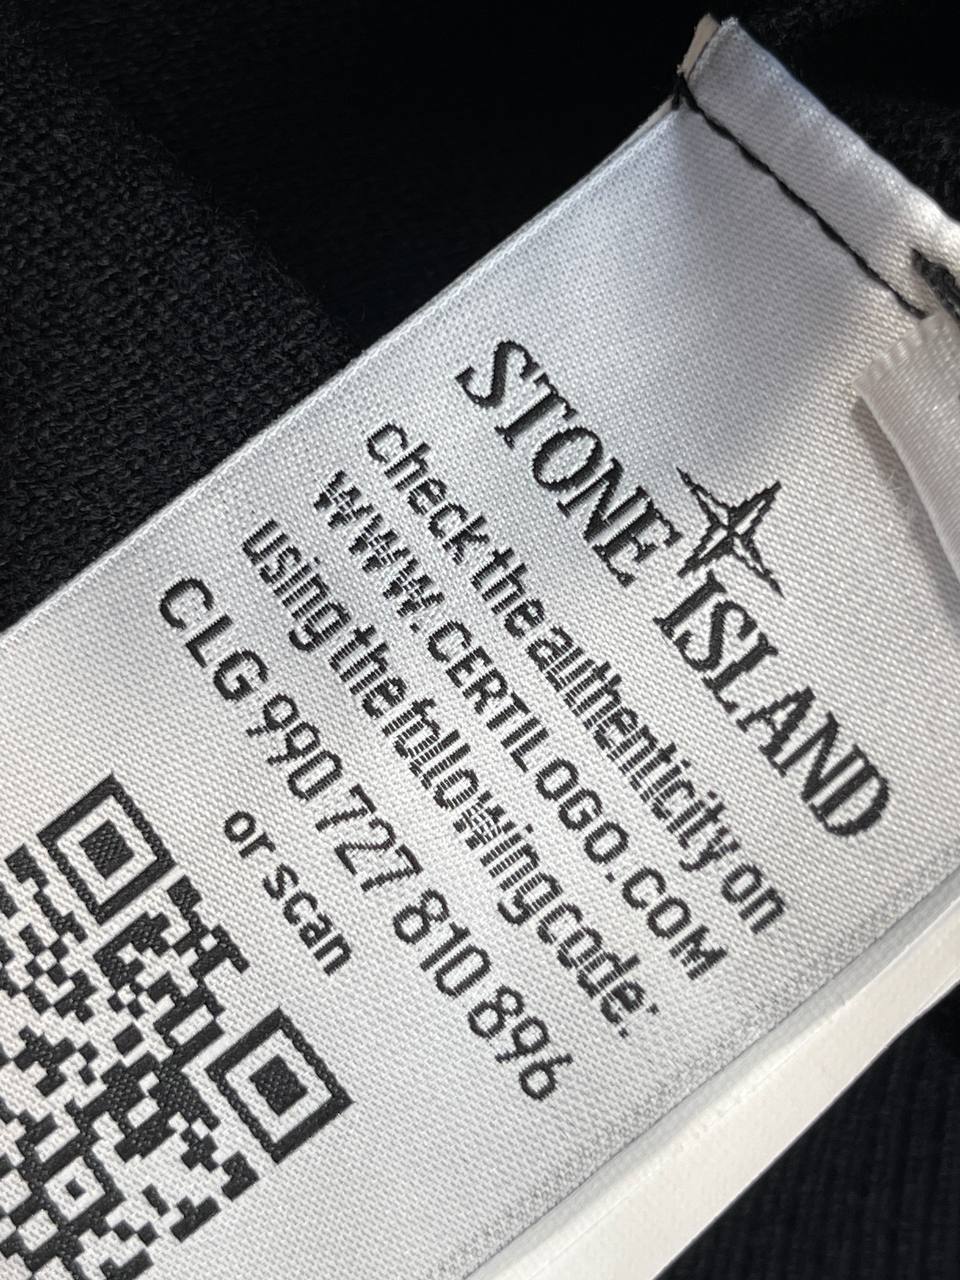 STONE ISLAND
check the authenticity on
WWW.CERTILOGO.COM
using the following code:
CLG 990 727 810 896
or scan